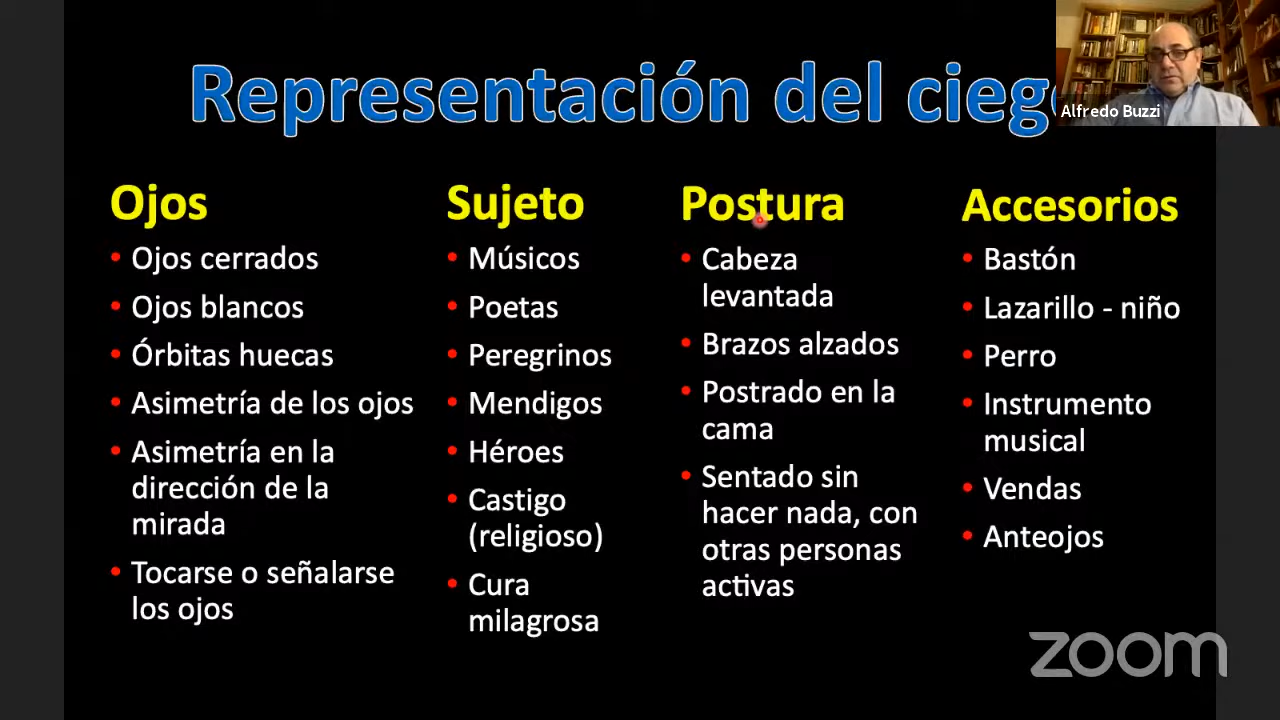 Representación del ciego
Alfredo Buzzi
Ojos
• Ojos cerrados
• Ojos blancos
• Órbitas huecas
• Asimetría de los ojos
• Asimetría en la
dirección de la
mirada
• Tocarse o señalarse
los ojos
Sujeto
• Músicos
• Poetas
• Peregrinos
• Mendigos
• Héroes
• Castigo
(religioso)
• Cura
milagrosa
Postura
• Cabeza
levantada
• Brazos alzados
• Postrado en la
cama
• Sentado sin
hacer nada, con
otras personas
activas
Accesorios
• Bastón
• Lazarillo - niño
• Perro
• Instrumento
musical
• Vendas
• Anteojos
zoom